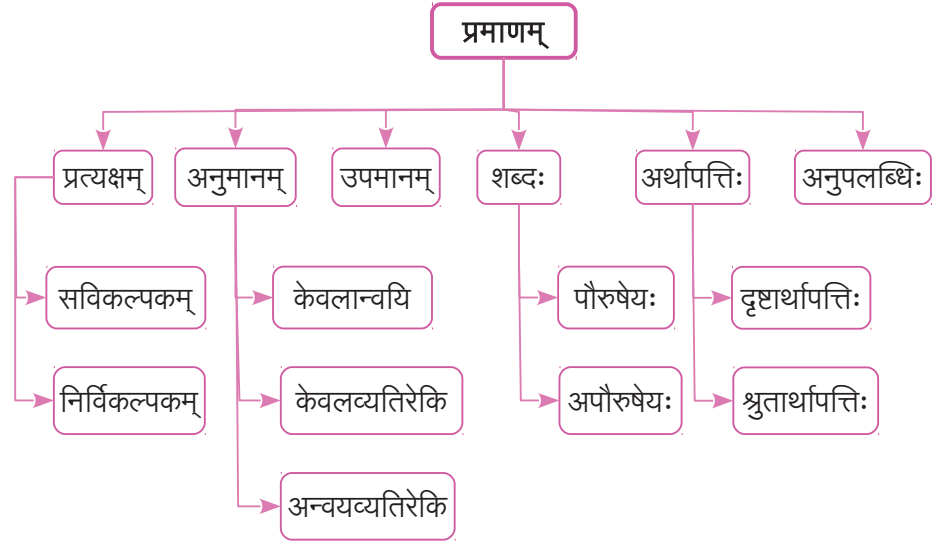 प्रमाणम्
प्रत्यक्षम्
अनुमानम्
उपमानम्
शब्दः
अर्थापत्तिः
अनुपलब्धिः
सविकल्पकम्
केवलान्वयि
पौरुषेयः
दृष्टार्थापत्तिः
निर्विकल्पकम्
केवलव्यतिरेकि
अपौरुषेयः
श्रुतार्थापत्तिः
अन्वयव्यतिरेकि